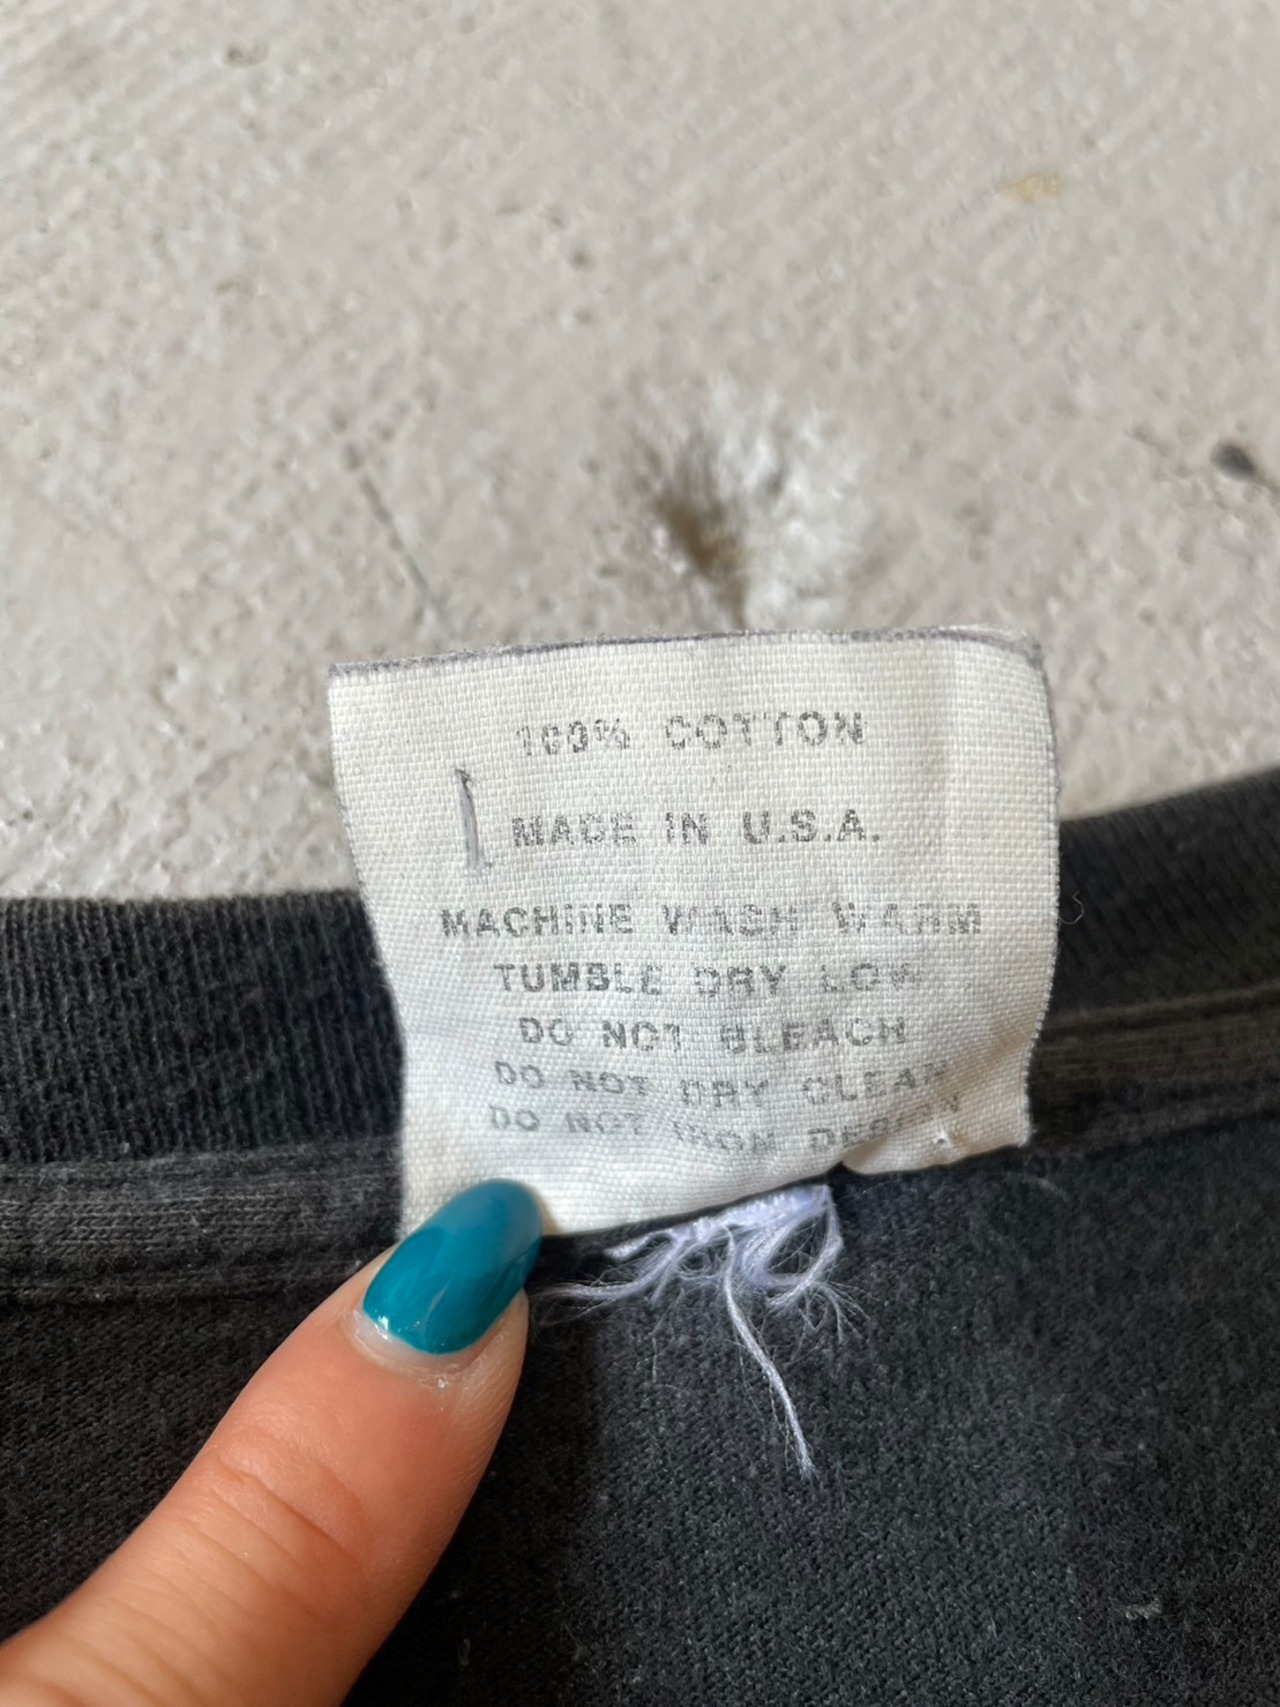 100% COTTON
MADE IN U.S.A.
MACHINE WASH WARM
TUMBLE DRY LOW
DO NOT BLEACH
DO NOT DRY CLEAN
DO NOT IRON DESIGN